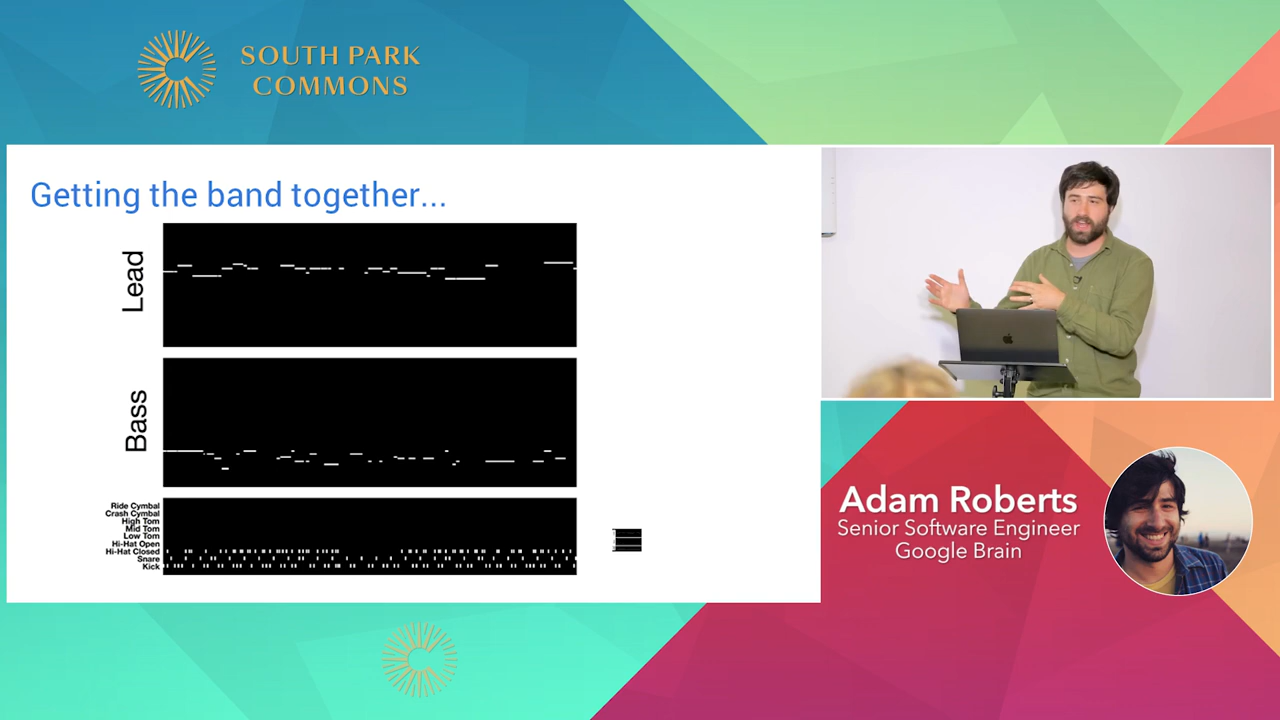 SOUTH PARK
COMMONS
Getting the band together...
Lead
Bass
Ride Cymbal
Crash Cymbal
High Tom
Mid Tom
Low Tom
Hi-Hat Open
Hi-Hat Closed
Snare
Kick
Adam Roberts
Senior Software Engineer
Google Brain